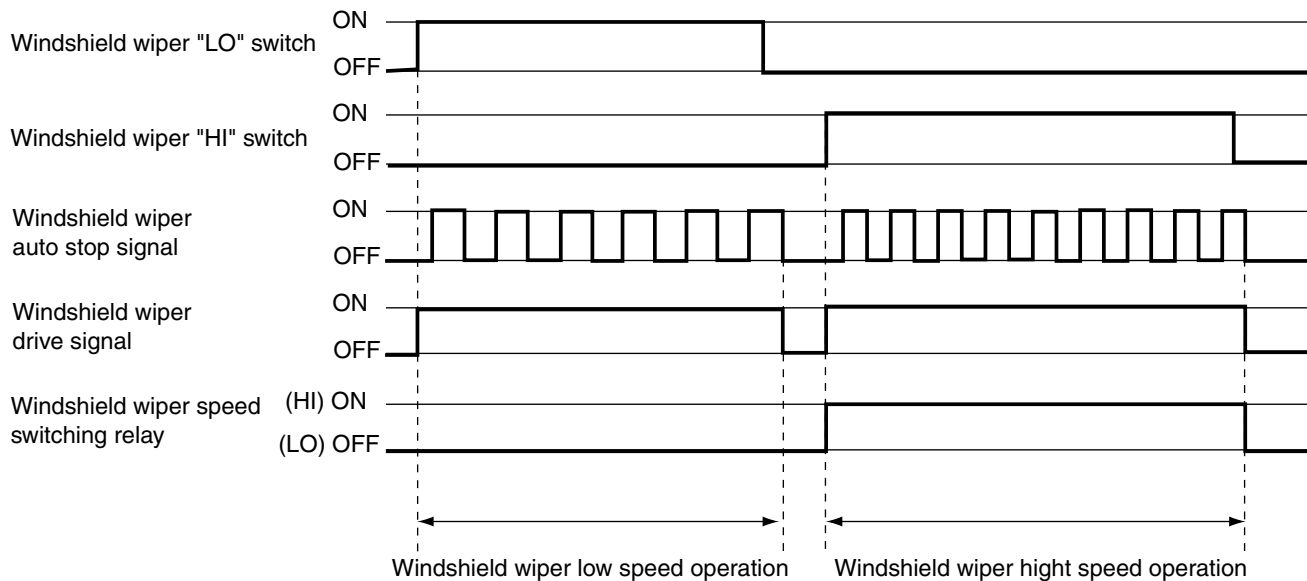 ON
Windshield wiper "LO" switch
OFF
ON
Windshield wiper "HI" switch
OFF
Windshield wiper
auto stop signal
ON
OFF
Windshield wiper
drive signal
ON
OFF
Windshield wiper speed
switching relay
(HI) ON
(LO) OFF
Windshield wiper low speed operation
Windshield wiper hight speed operation